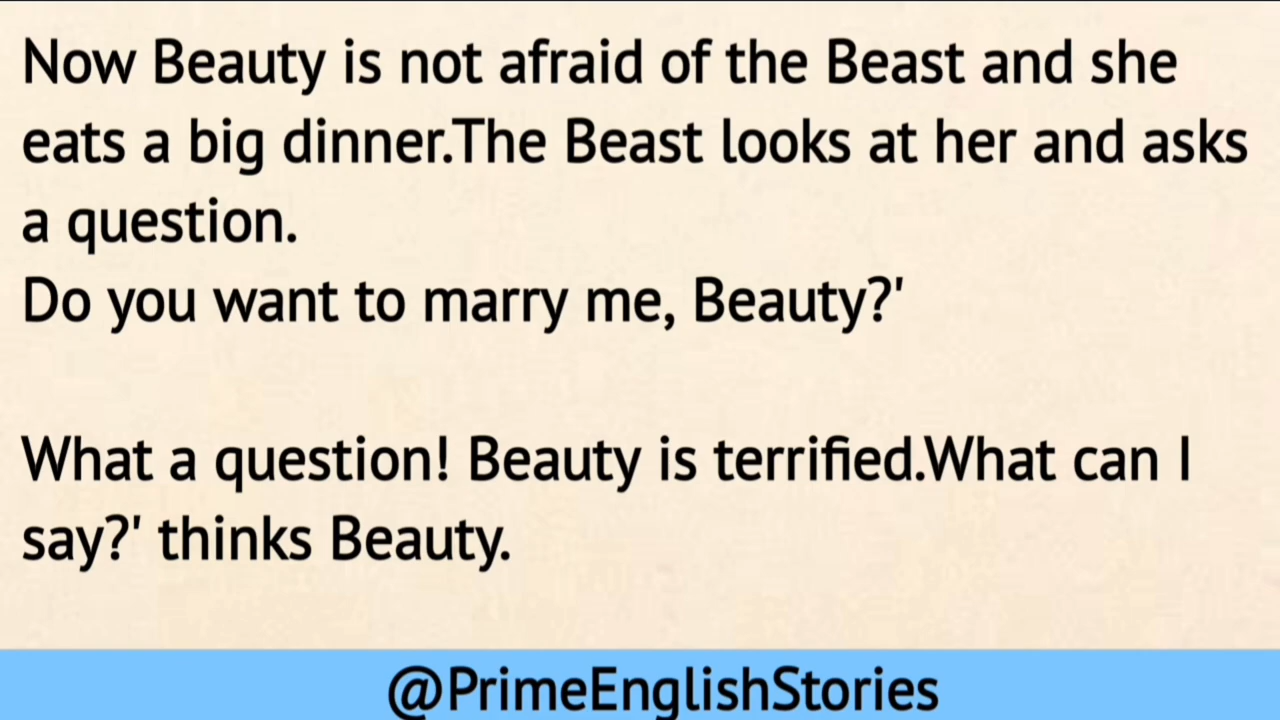 Now Beauty is not afraid of the Beast and she
eats a big dinner.The Beast looks at her and asks
a question.
Do you want to marry me, Beauty?'
What a question! Beauty is terrified.What can I
say?' thinks Beauty.
@PrimeEnglishStories